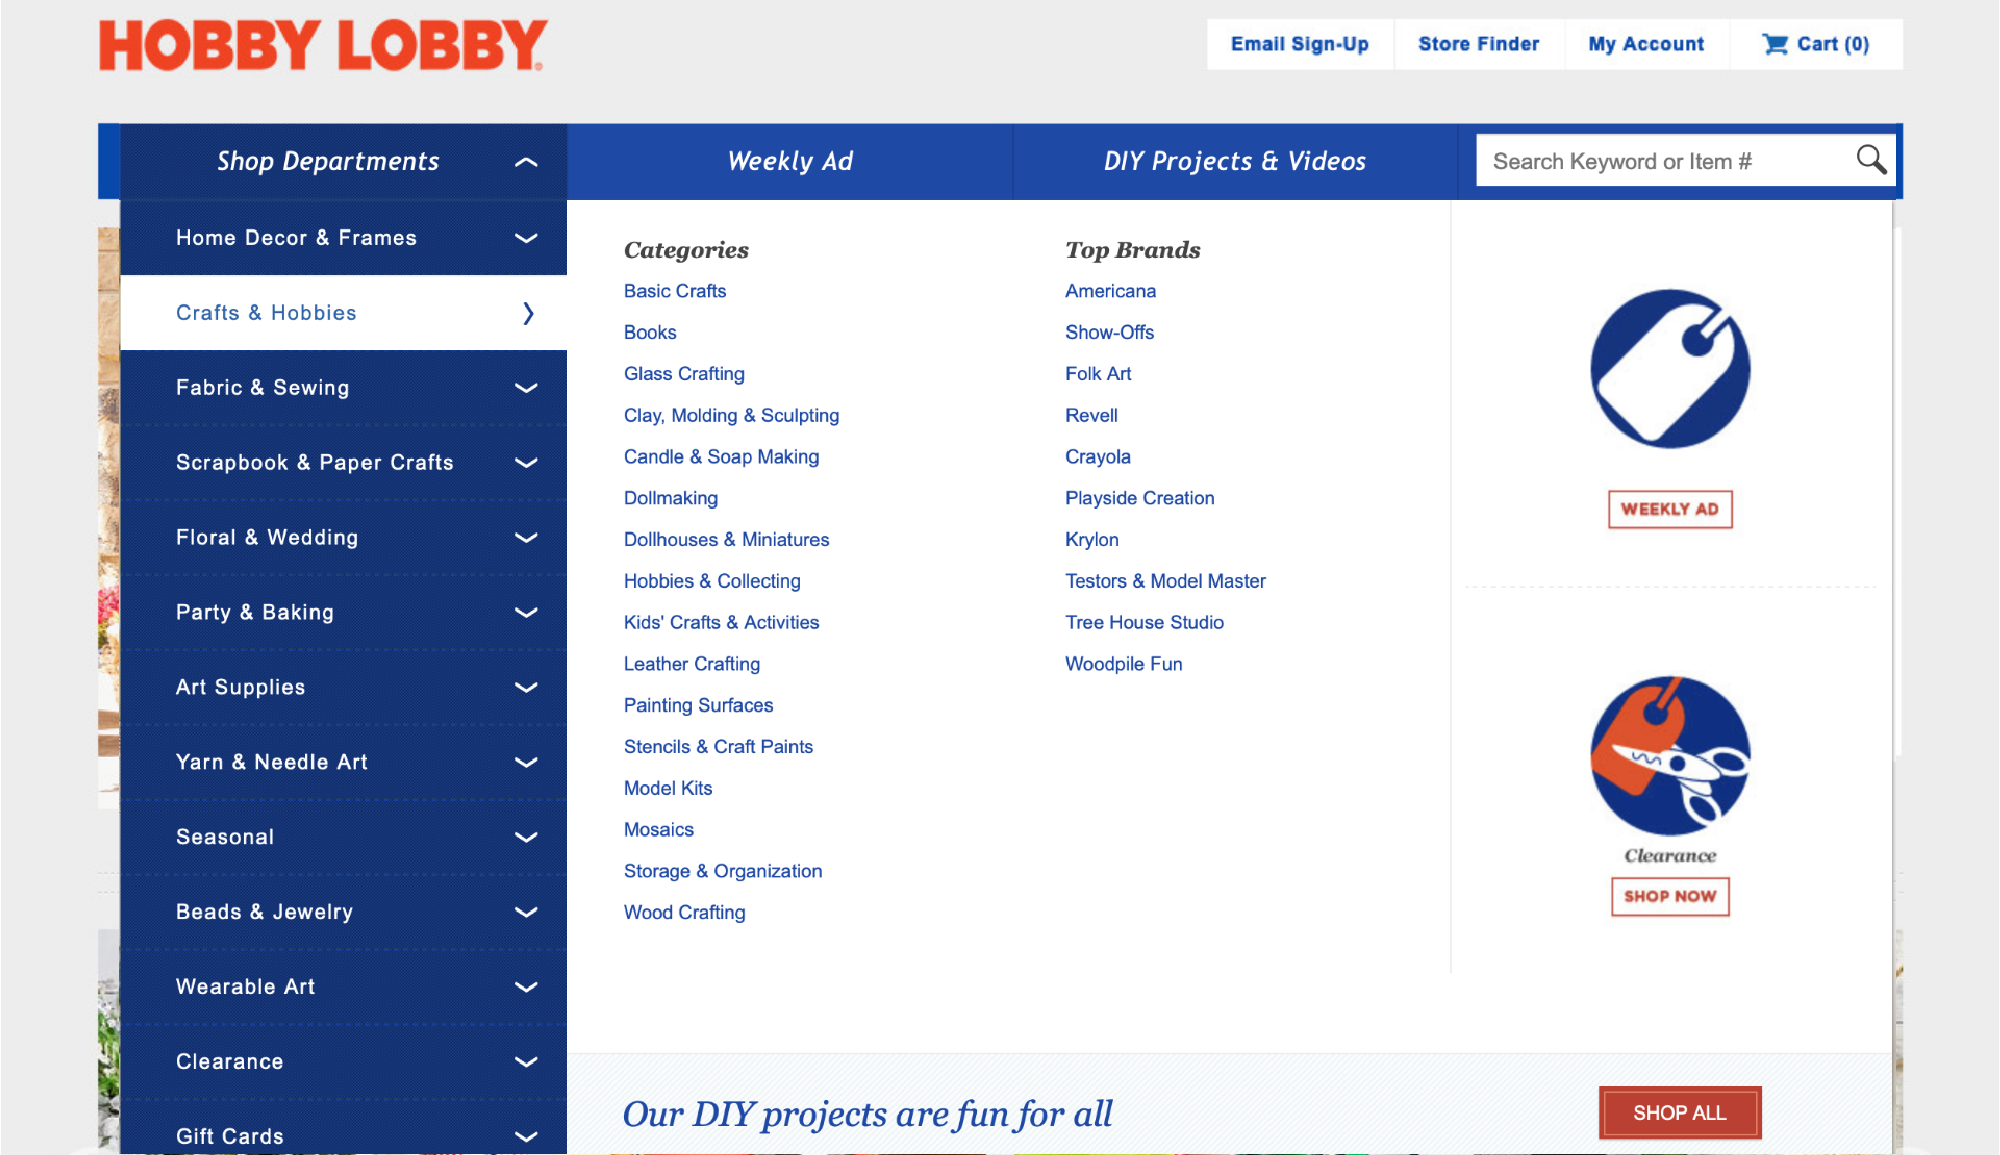 HOBBY LOBBY
Email Sign-Up
Store Finder
My Account
Cart (0)
Shop Departments
Weekly Ad
DIY Projects & Videos
Search Keyword or Item #
Home Decor & Frames
Crafts & Hobbies
Fabric & Sewing
Scrapbook & Paper Crafts
Floral & Wedding
Party & Baking
Art Supplies
Yarn & Needle Art
Seasonal
Beads & Jewelry
Wearable Art
Clearance
Gift Cards
Categories
Basic Crafts
Books
Glass Crafting
Clay, Molding & Sculpting
Candle & Soap Making
Dollmaking
Dollhouses & Miniatures
Hobbies & Collecting
Kids' Crafts & Activities
Leather Crafting
Painting Surfaces
Stencils & Craft Paints
Model Kits
Mosaics
Storage & Organization
Wood Crafting
Top Brands
Americana
Show-Offs
Folk Art
Revell
Crayola
Playside Creation
Krylon
Testors & Model Master
Tree House Studio
Woodpile Fun
WEEKLY AD
Clearance
SHOP NOW
Our DIY projects are fun for all
SHOP ALL